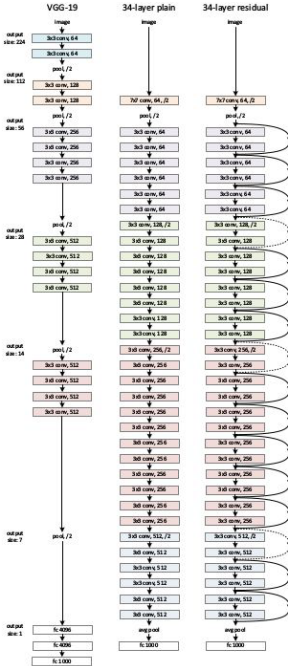 VGG-19
34-layer plain
34-layer residual
output
size: 224
output
size: 112
output
size: 56
output
size: 28
output
size: 14
output
size: 7
output
size: 1
image
3x3 conv, 64
3x3 conv, 64
pool, /2
3x3 conv, 128
3x3 conv, 128
pool, /2
3x3 conv, 256
3x3 conv, 256
3x3 conv, 256
3x3 conv, 256
pool, /2
3x3 conv, 512
3x3 conv, 512
3x3 conv, 512
3x3 conv, 512
pool, /2
3x3 conv, 512
3x3 conv, 512
3x3 conv, 512
3x3 conv, 512
pool, /2
fc 4096
fc 4096
fc 1000
image
7x7 conv, 64, /2
pool, /2
3x3 conv, 64
3x3 conv, 64
3x3 conv, 64
3x3 conv, 64
3x3 conv, 64
3x3 conv, 64
3x3 conv, 128, /2
3x3 conv, 128
3x3 conv, 128
3x3 conv, 128
3x3 conv, 128
3x3 conv, 128
3x3 conv, 128
3x3 conv, 128
3x3 conv, 256, /2
3x3 conv, 256
3x3 conv, 256
3x3 conv, 256
3x3 conv, 256
3x3 conv, 256
3x3 conv, 256
3x3 conv, 256
3x3 conv, 256
3x3 conv, 256
3x3 conv, 256
3x3 conv, 256
3x3 conv, 512, /2
3x3 conv, 512
3x3 conv, 512
3x3 conv, 512
3x3 conv, 512
3x3 conv, 512
avg pool
fc 1000
image
7x7 conv, 64, /2
pool, /2
3x3 conv, 64
3x3 conv, 64
3x3 conv, 64
3x3 conv, 64
3x3 conv, 64
3x3 conv, 64
3x3 conv, 128, /2
3x3 conv, 128
3x3 conv, 128
3x3 conv, 128
3x3 conv, 128
3x3 conv, 128
3x3 conv, 128
3x3 conv, 128
3x3 conv, 256, /2
3x3 conv, 256
3x3 conv, 256
3x3 conv, 256
3x3 conv, 256
3x3 conv, 256
3x3 conv, 256
3x3 conv, 256
3x3 conv, 256
3x3 conv, 256
3x3 conv, 256
3x3 conv, 256
3x3 conv, 512, /2
3x3 conv, 512
3x3 conv, 512
3x3 conv, 512
3x3 conv, 512
3x3 conv, 512
avg pool
fc 1000